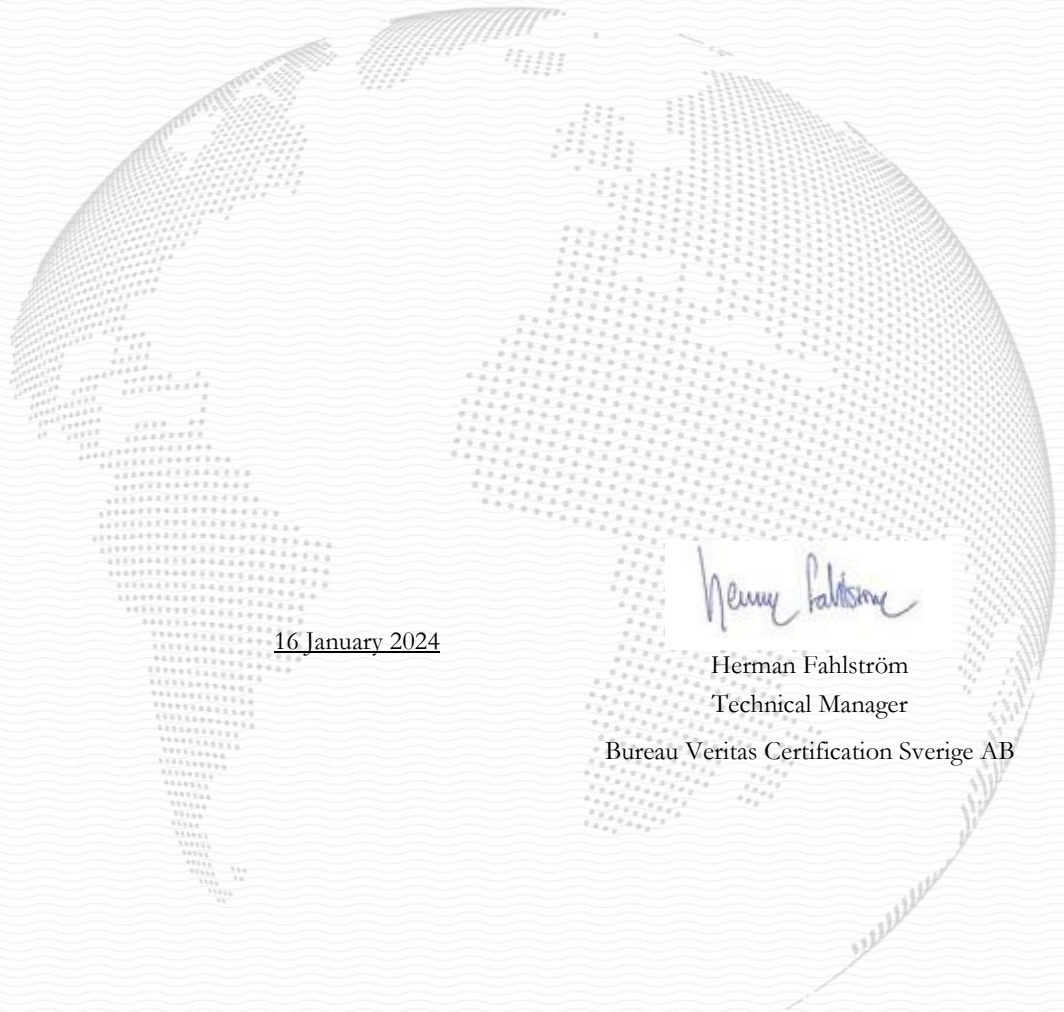 16 January 2024
Herman Fahlström
Technical Manager
Bureau Veritas Certification Sverige AB